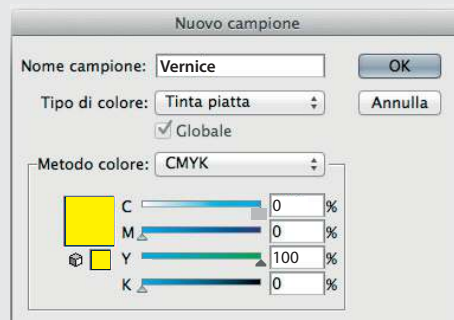 Nuovo campione
Nome campione: Vernice OK
Tipo di colore: Tinta piatta Annulla
Globale
Metodo colore: CMYK
C 0 %
M 0 %
Y 100 %
K 0 %